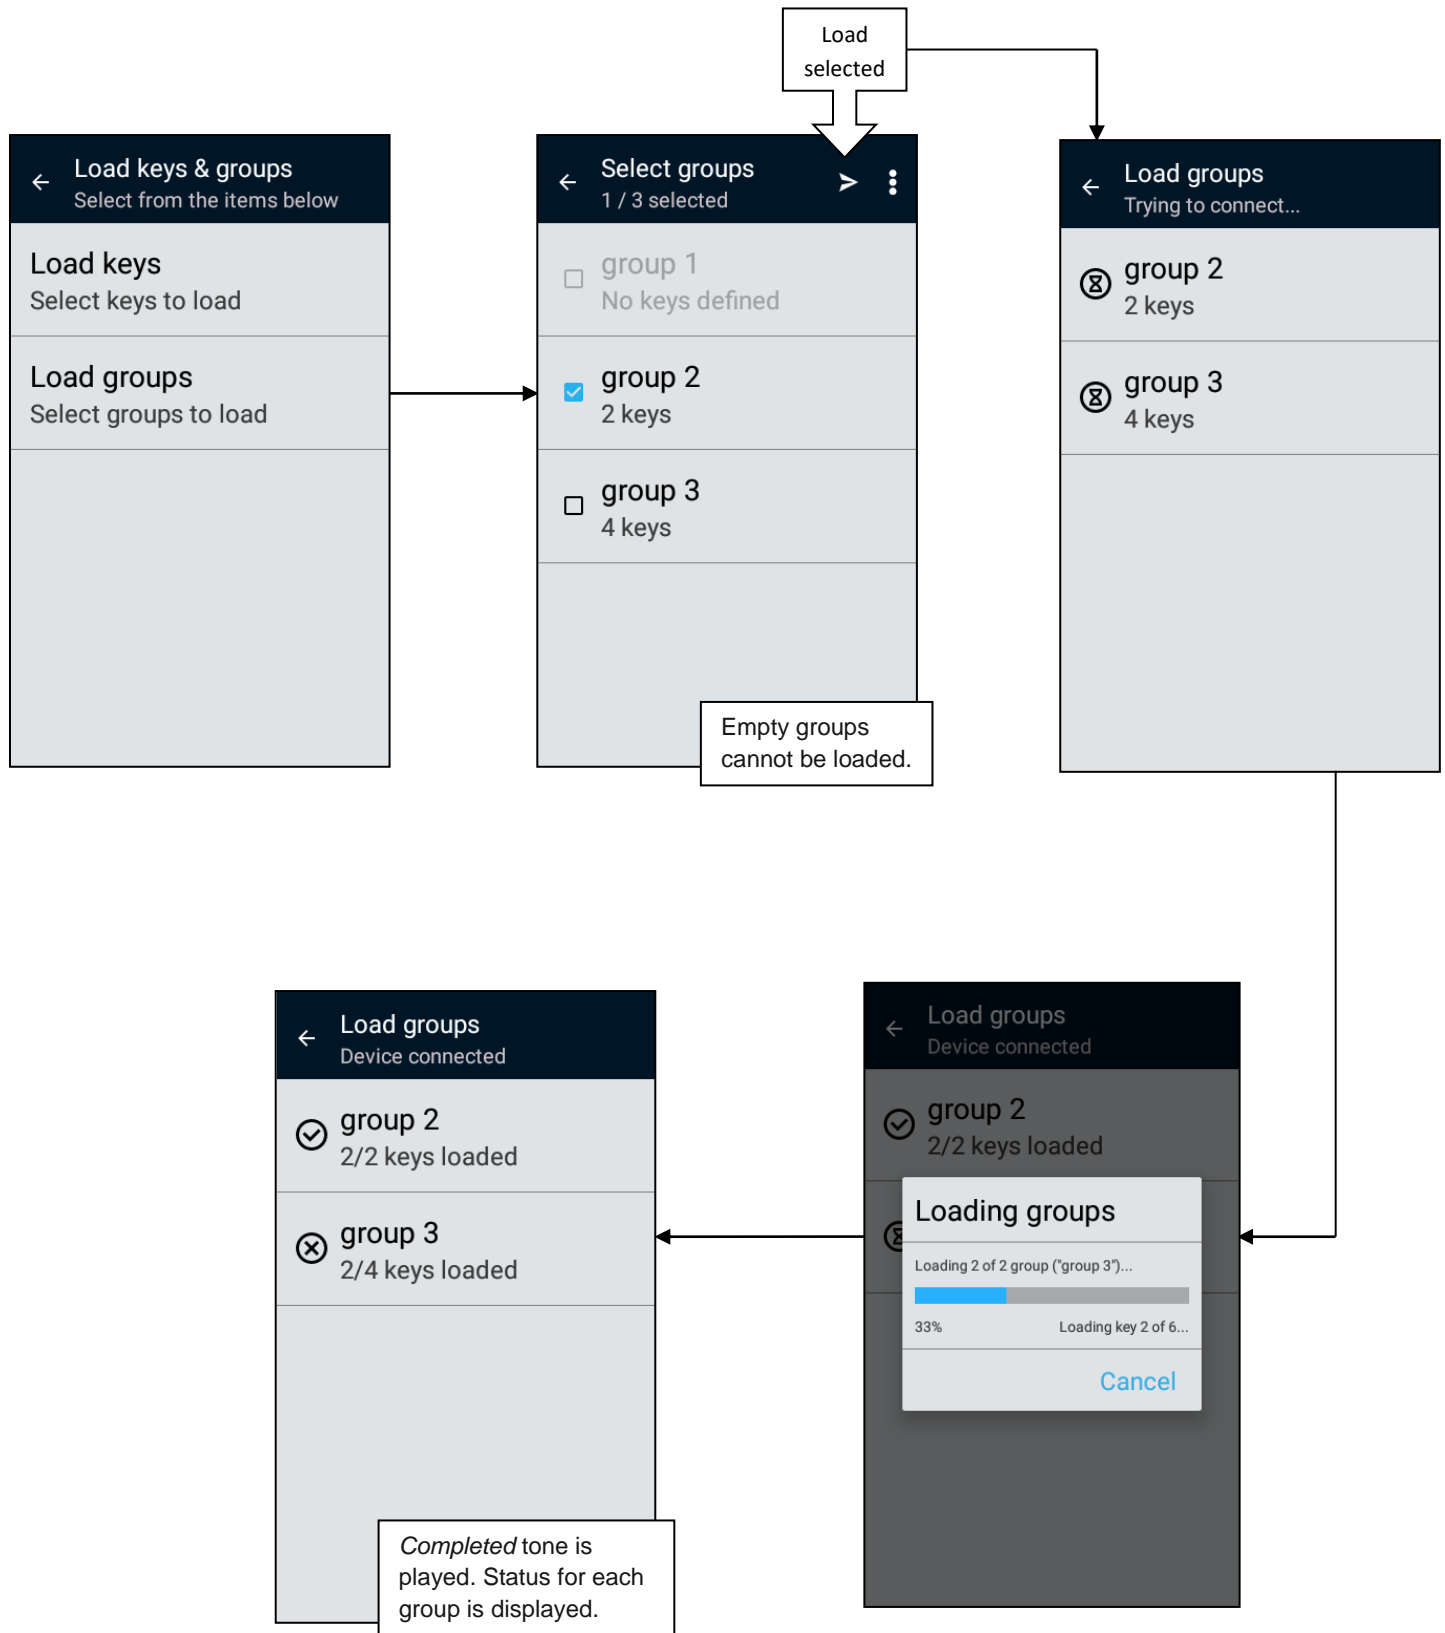 Load
selected
Load keys & groups
Select from the items below
Load keys
Select keys to load
Load groups
Select groups to load
Select groups
1 / 3 selected
group 1
No keys defined
group 2
2 keys
group 3
4 keys
Empty groups
cannot be loaded.
Load groups
Trying to connect...
group 2
2 keys
group 3
4 keys
Load groups
Device connected
group 2
2/2 keys loaded
Loading groups
Loading 2 of 2 group ("group 3")...
33% Loading key 2 of 6...
Cancel
Load groups
Device connected
group 2
2/2 keys loaded
group 3
2/4 keys loaded
Completed tone is
played. Status for each
group is displayed.